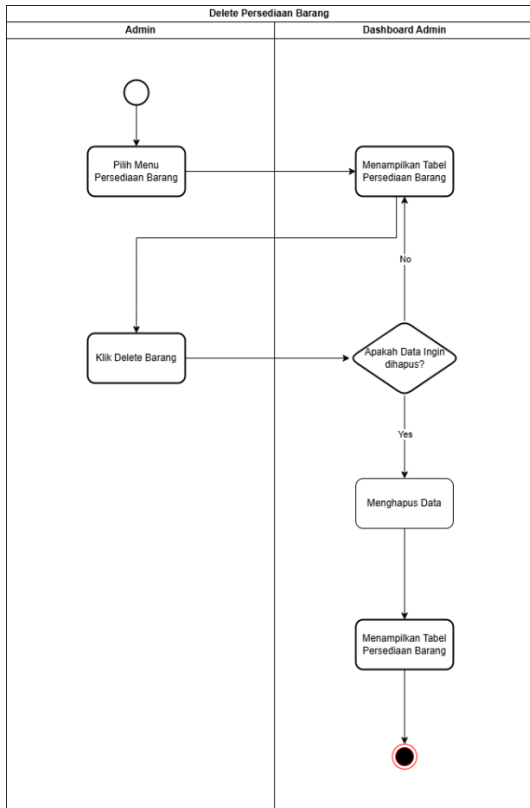 Delete Persediaan Barang
Admin
Dashboard Admin
Pilih Menu
Persediaan Barang
Menampilkan Tabel
Persediaan Barang
No
Klik Delete Barang
Apakah Data Ingin
dihapus?
Yes
Menghapus Data
Menampilkan Tabel
Persediaan Barang